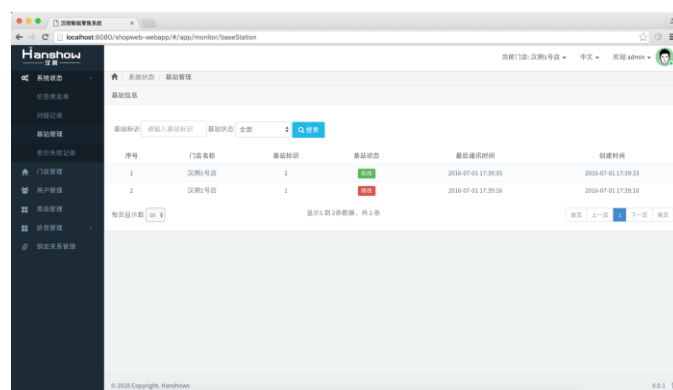 汉朔智能零售系统
localhost:8080/shopweb-webapp/#/app/monitor/baseStation
Hanshow
汉朔
当前门店: 汉朔1号店
中文
欢迎 admin
系统状态
系统状态 / 基站管理
价签黑名单
对接记录
基站管理
变价失败记录
门店管理
用户管理
商品管理
价签管理
绑定关系管理
基站信息
基站标识 请输入基站标识 基站状态 全部 搜索
序号 门店名称 基站标识 基站状态 最后通讯时间 创建时间
1 汉朔1号店 2 在线 2016-07-01 17:39:35 2016-07-01 17:39:33
2 汉朔1号店 1 离线 2016-07-01 17:39:16 2016-07-01 17:39:18
每页显示数 10 显示1 到 2条数据，共 2 条 首页 上一页 1 下一页 尾页
© 2016 Copyright. Hanshows 0.0.1